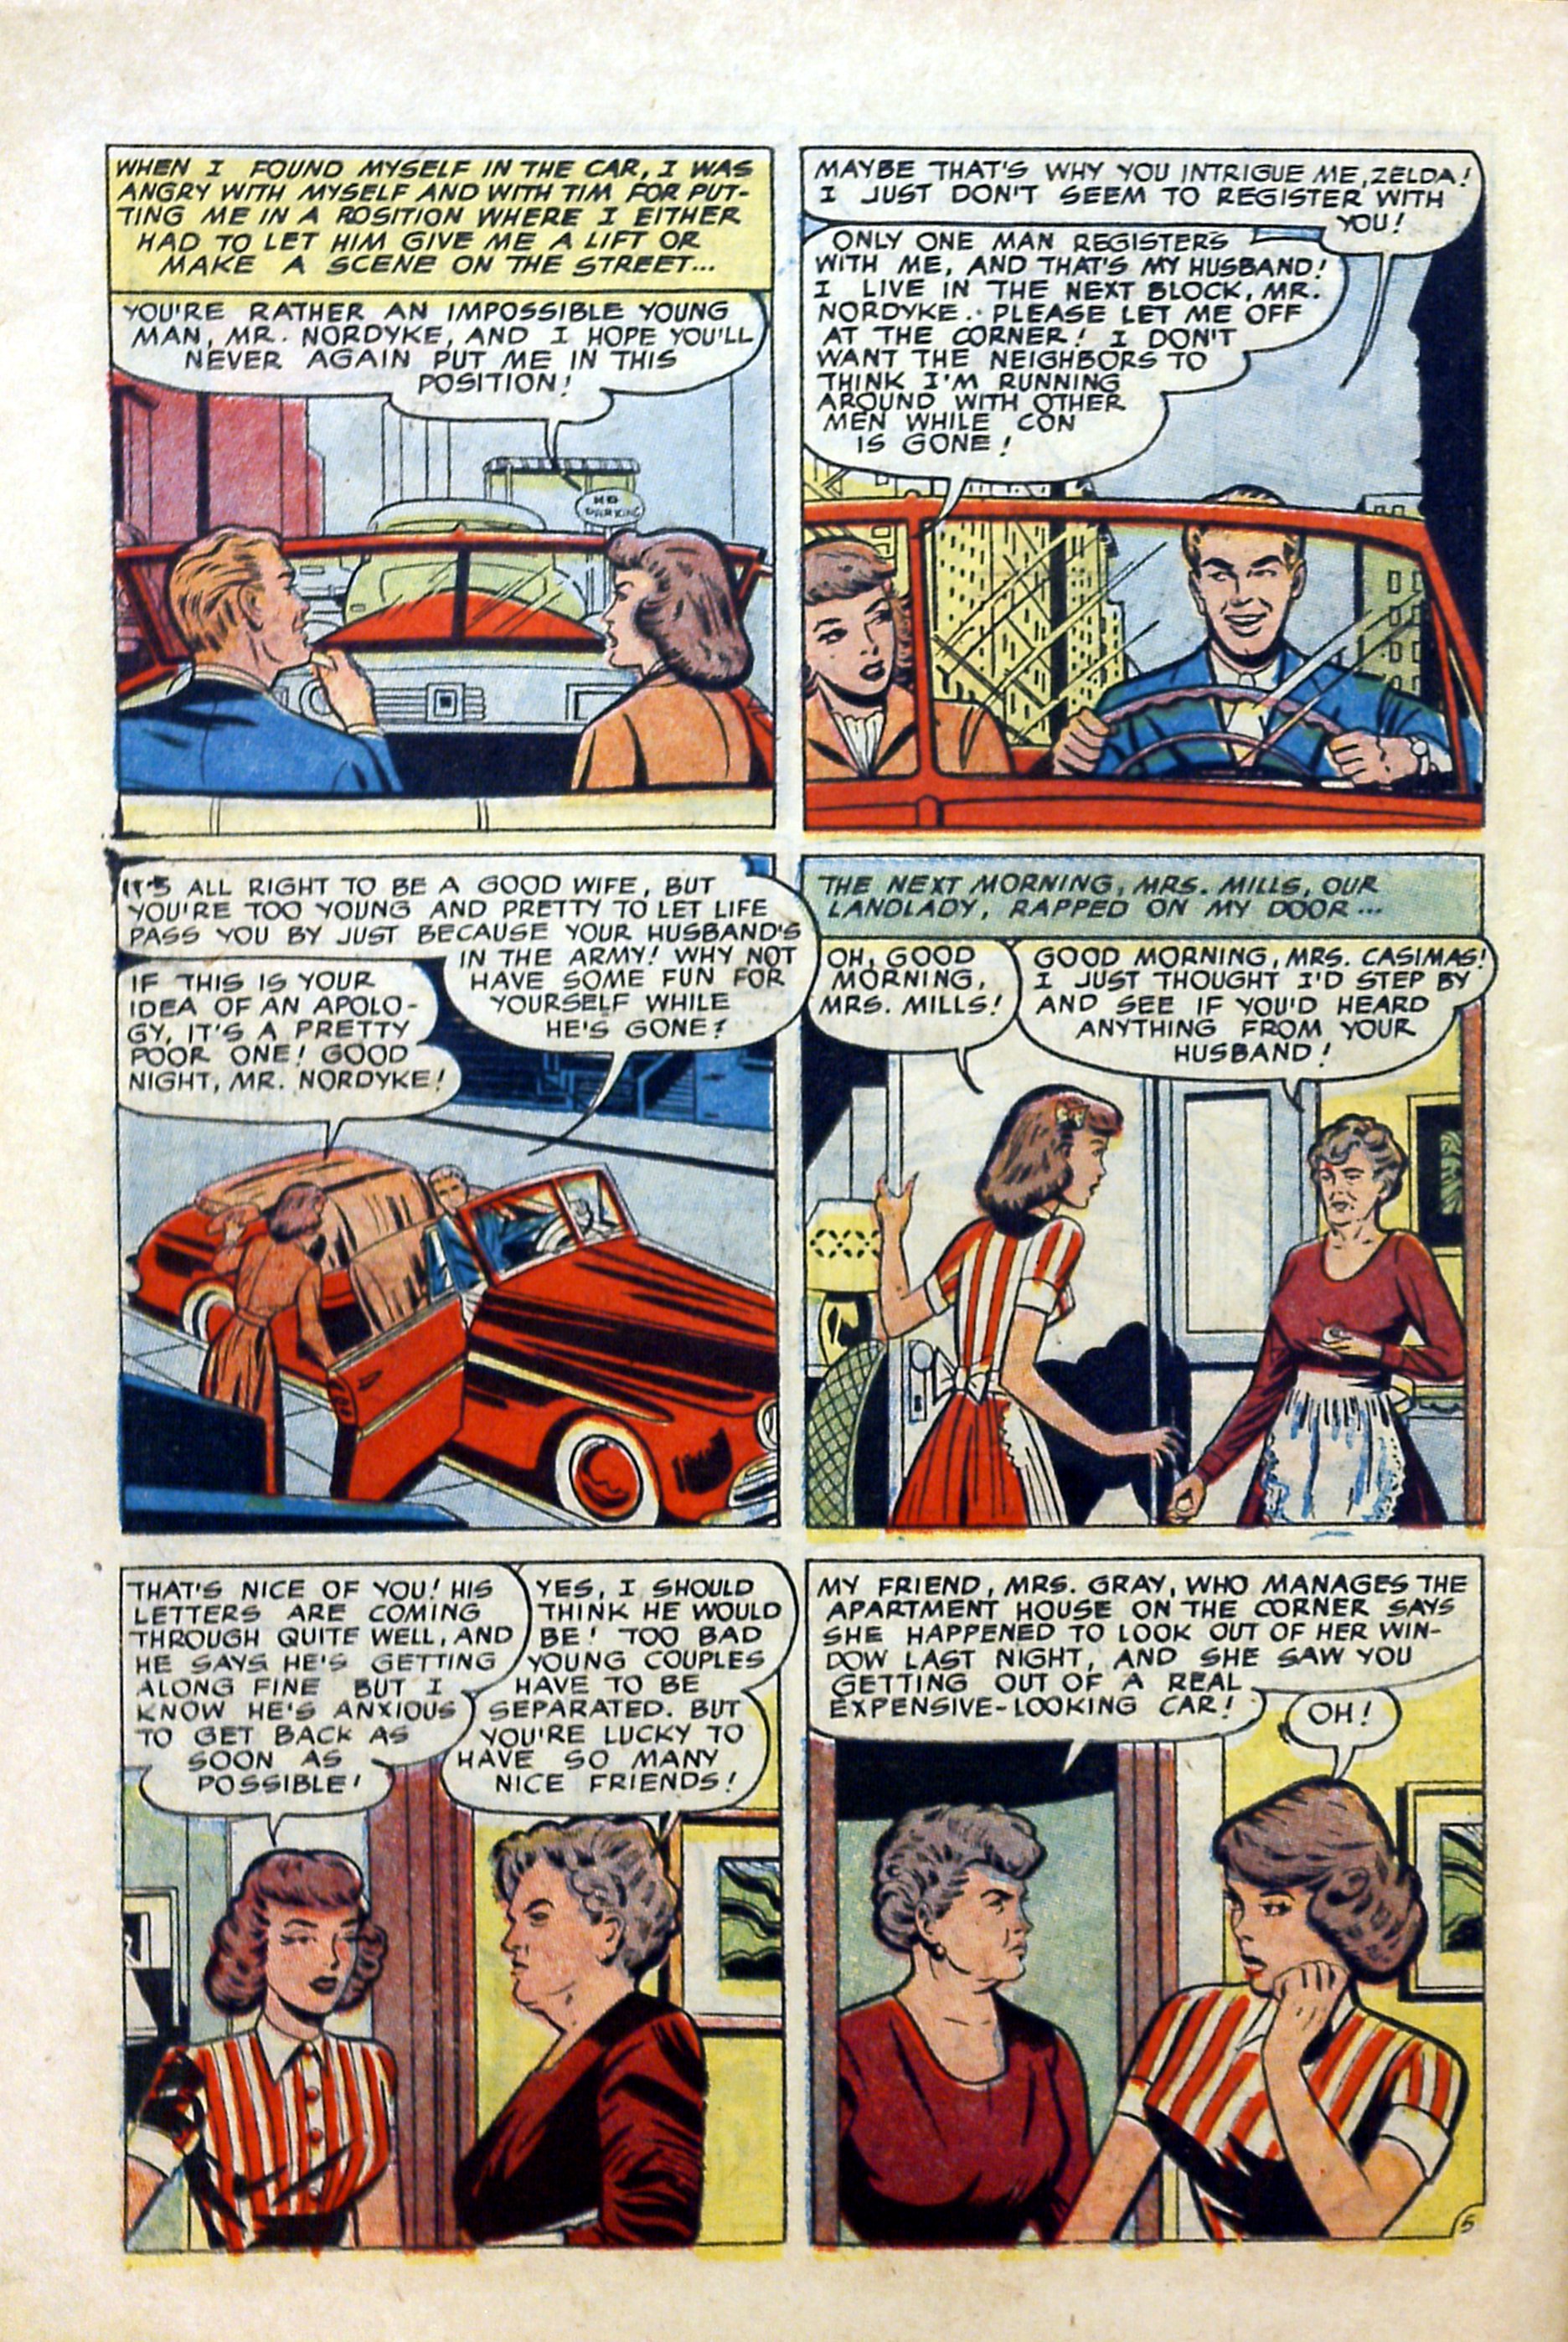 WHEN I FOUND MYSELF IN THE CAR, I WAS
ANGRY WITH MYSELF AND WITH TIM FOR PUT-
TING ME IN A POSITION WHERE I EITHER
HAD TO LET HIM GIVE ME A LIFT OR
MAKE A SCENE ON THE STREET...
YOU'RE RATHER AN IMPOSSIBLE YOUNG
MAN, MR. NORDYKE, AND I HOPE YOU'LL
NEVER AGAIN PUT ME IN THIS
POSITION!
NO
PARKING
MAYBE THAT'S WHY YOU INTRIGUE ME, ZELDA!
I JUST DON'T SEEM TO REGISTER WITH
YOU!
ONLY ONE MAN REGISTERS
WITH ME, AND THAT'S MY HUSBAND!
I LIVE IN THE NEXT BLOCK, MR.
NORDYKE.. PLEASE LET ME OFF
AT THE CORNER! I DON'T
WANT THE NEIGHBORS TO
THINK I'M RUNNING
AROUND WITH OTHER
MEN WHILE CON
IS GONE!
IT'S ALL RIGHT TO BE A GOOD WIFE, BUT
YOU'RE TOO YOUNG AND PRETTY TO LET LIFE
PASS YOU BY JUST BECAUSE YOUR HUSBAND'S
IN THE ARMY! WHY NOT
HAVE SOME FUN FOR
YOURSELF WHILE
HE'S GONE?
IF THIS IS YOUR
IDEA OF AN APOLO-
GY, IT'S A PRETTY
POOR ONE! GOOD
NIGHT, MR. NORDYKE!
THE NEXT MORNING, MRS. MILLS, OUR
LANDLADY, RAPPED ON MY DOOR...
OH, GOOD
MORNING,
MRS. MILLS!
GOOD MORNING, MRS. CASIMAS!
I JUST THOUGHT I'D STEP BY
AND SEE IF YOU'D HEARD
ANYTHING FROM YOUR
HUSBAND!
THAT'S NICE OF YOU! HIS
LETTERS ARE COMING
THROUGH QUITE WELL, AND
HE SAYS HE'S GETTING
ALONG FINE BUT I
KNOW HE'S ANXIOUS
TO GET BACK AS
SOON AS
POSSIBLE!
YES, I SHOULD
THINK HE WOULD
BE! TOO BAD
YOUNG COUPLES
HAVE TO BE
SEPARATED. BUT
YOU'RE LUCKY TO
HAVE SO MANY
NICE FRIENDS!
MY FRIEND, MRS. GRAY, WHO MANAGES THE
APARTMENT HOUSE ON THE CORNER SAYS
SHE HAPPENED TO LOOK OUT OF HER WIN-
DOW LAST NIGHT, AND SHE SAW YOU
GETTING OUT OF A REAL
EXPENSIVE-LOOKING CAR!
OH!
5